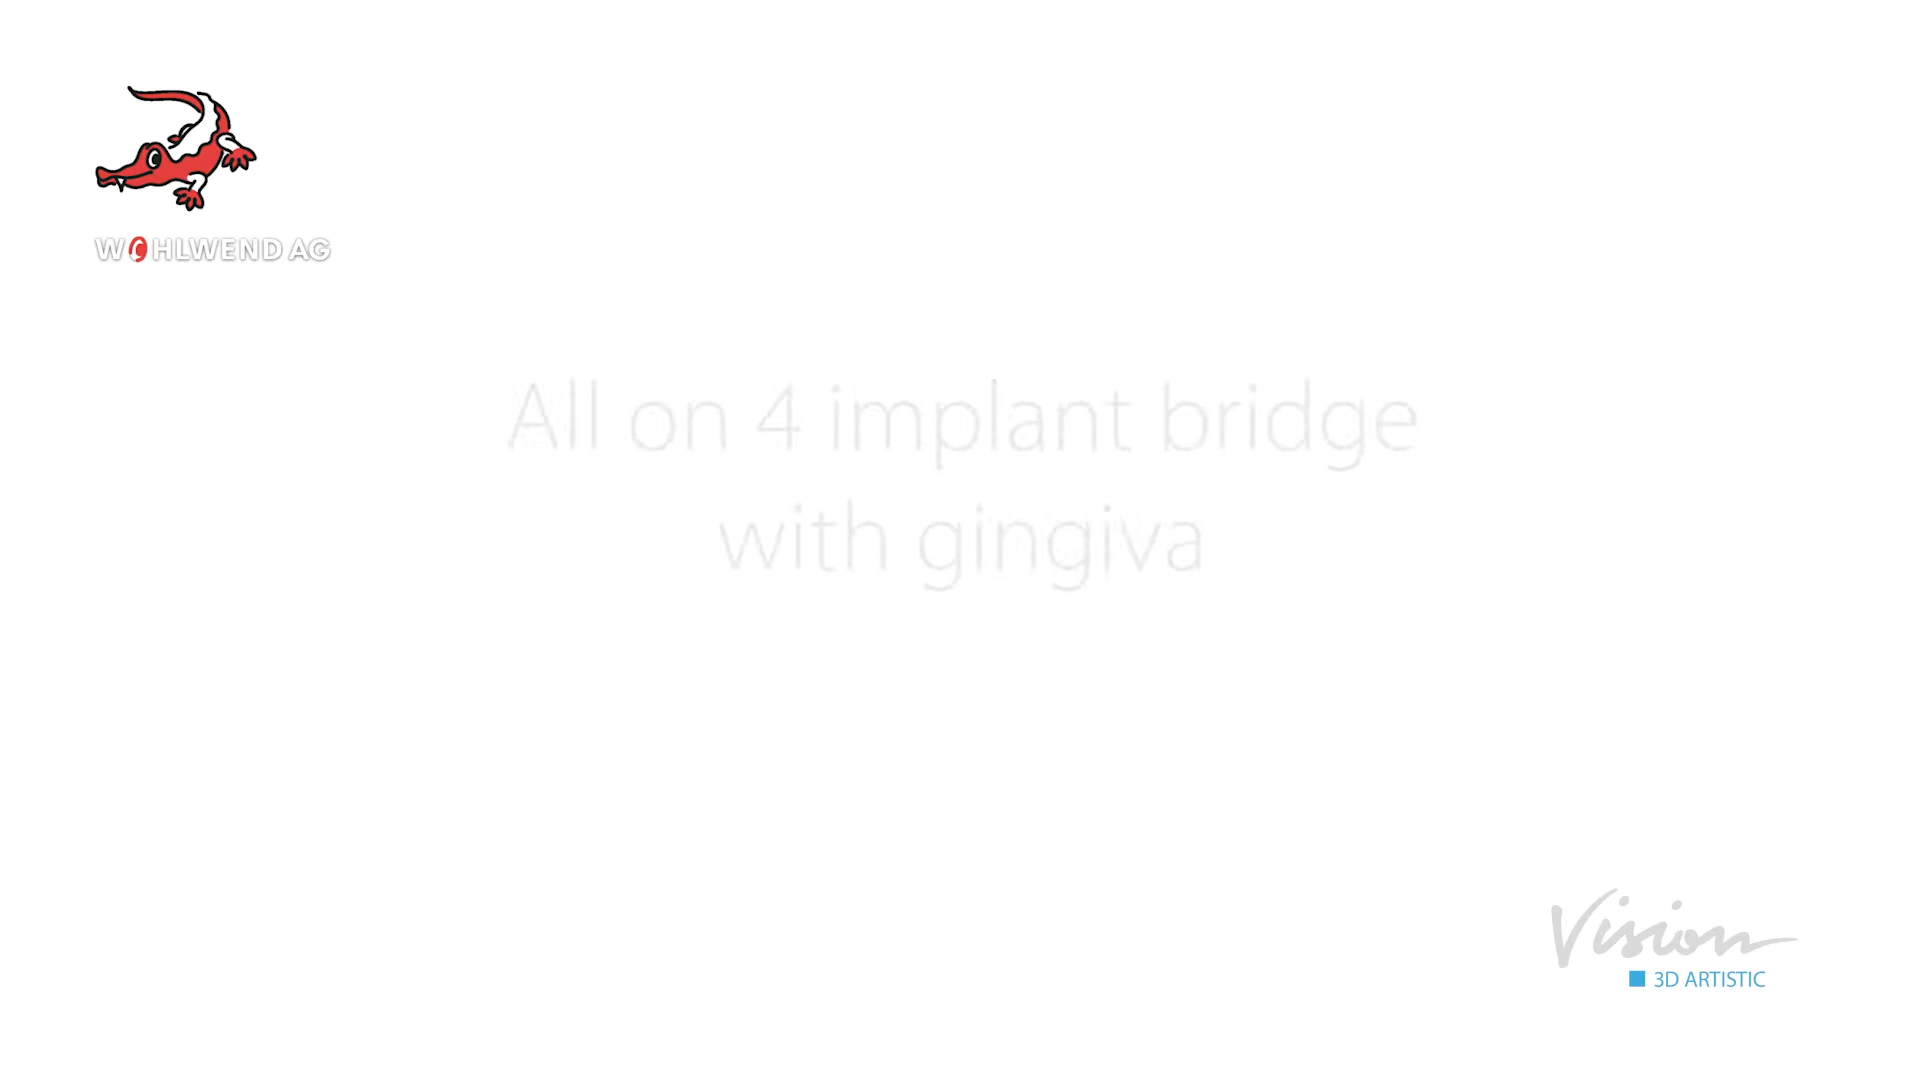 WOHLWEND AG
All on 4 implant bridge
with gingiva
Vision
3D ARTISTIC